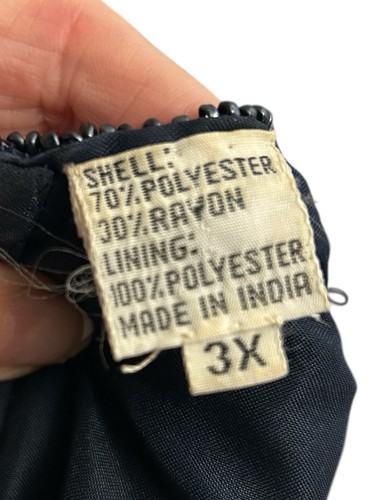 SHELL:
70%POLYESTER
30%RAYON
LINING:
100%POLYESTER
MADE IN INDIA
3X